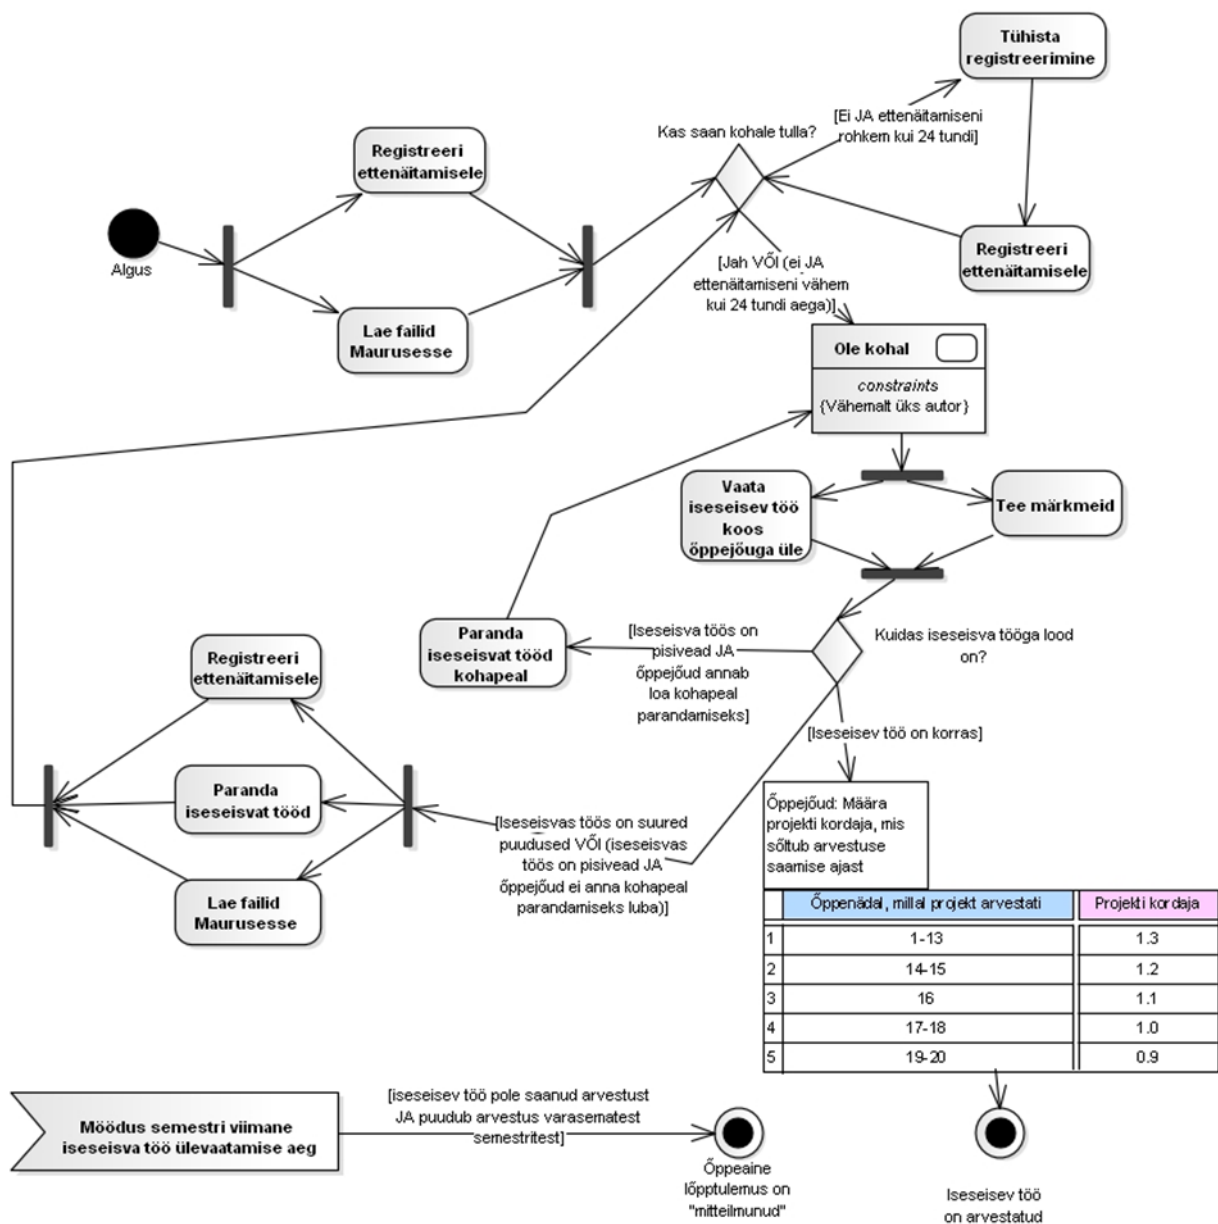 Tühista
registreerimine
[Ei JA ettenäitamiseni
rohkem kui 24 tundi]
Kas saan kohale tulla?
Registreeri
ettenäitamisele
Algus
Registreeri
ettenäitamisele
[Jah VÕI (ei JA
ettenäitamiseni vähem
kui 24 tundi aega)]
Lae failid
Maurusesse
Ole kohal
constraints
{Vähemalt üks autor}
Vaata
iseseisev töö
koos
õppejõuga üle
Tee märkmeid
Paranda
iseseisvat tööd
kohapeal
[Iseseisva töös on
pisivead JA
õppejõud annab
loa kohapeal
parandamiseks]
Kuidas iseseisva tööga lood
on?
Registreeri
ettenäitamisele
[Iseseisev töö on korras]
Paranda
iseseisvat tööd
Õppejõud: Määra
projekti kordaja, mis
sõltub arvestuse
saamise ajast
[Iseseisvas töös on suured
puudused VÕI (iseseisvas
töös on pisivead JA
õppejõud ei anna kohapeal
parandamiseks luba)]
Lae failid
Maurusesse
Õppenädal, millal projekt arvestati Projekti kordaja
1 1-13 1.3
2 14-15 1.2
3 16 1.1
4 17-18 1.0
5 19-20 0.9
Möödus semestri viimane
iseseisva töö ülevaatamise aeg
[iseseisev töö pole saanud arvestust
JA puudub arvestus varasematest
semestritest]
Õppeaine
lõpptulemus on
"mitteilmunud"
Iseseisev töö
on arvestatud